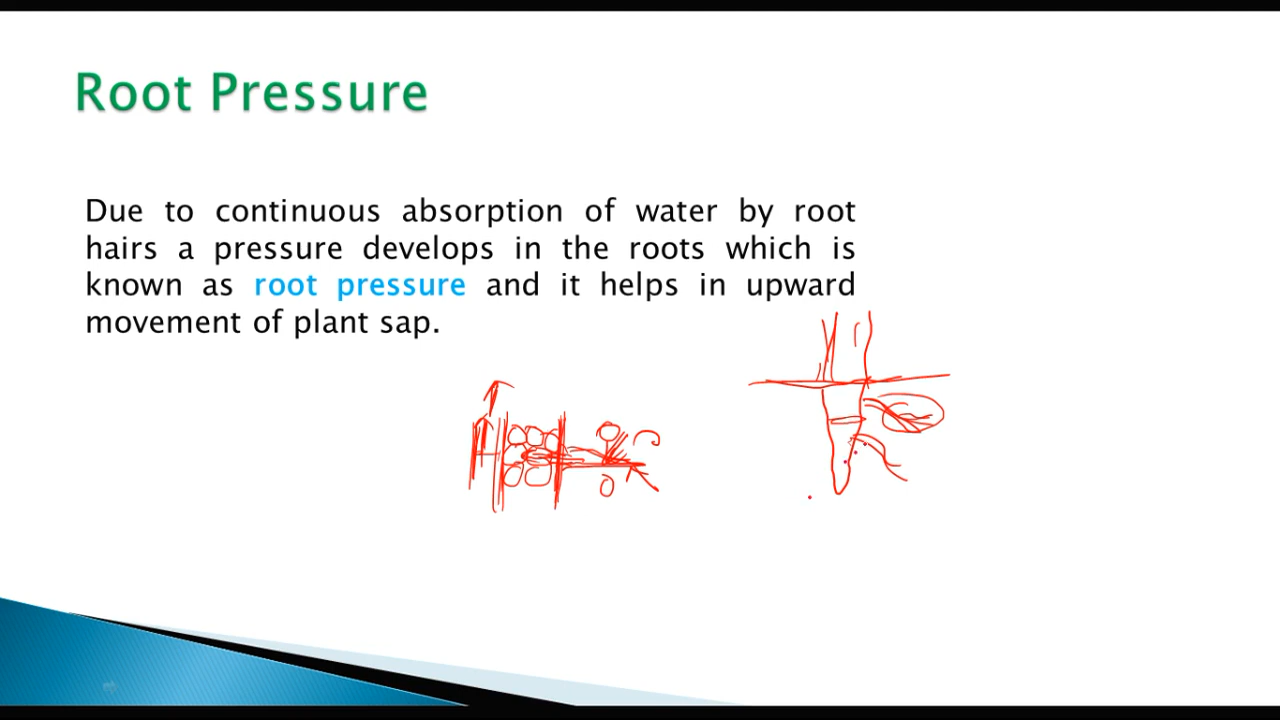 Root Pressure
Due to continuous absorption of water by root
hairs a pressure develops in the roots which is
known as root pressure and it helps in upward
movement of plant sap.